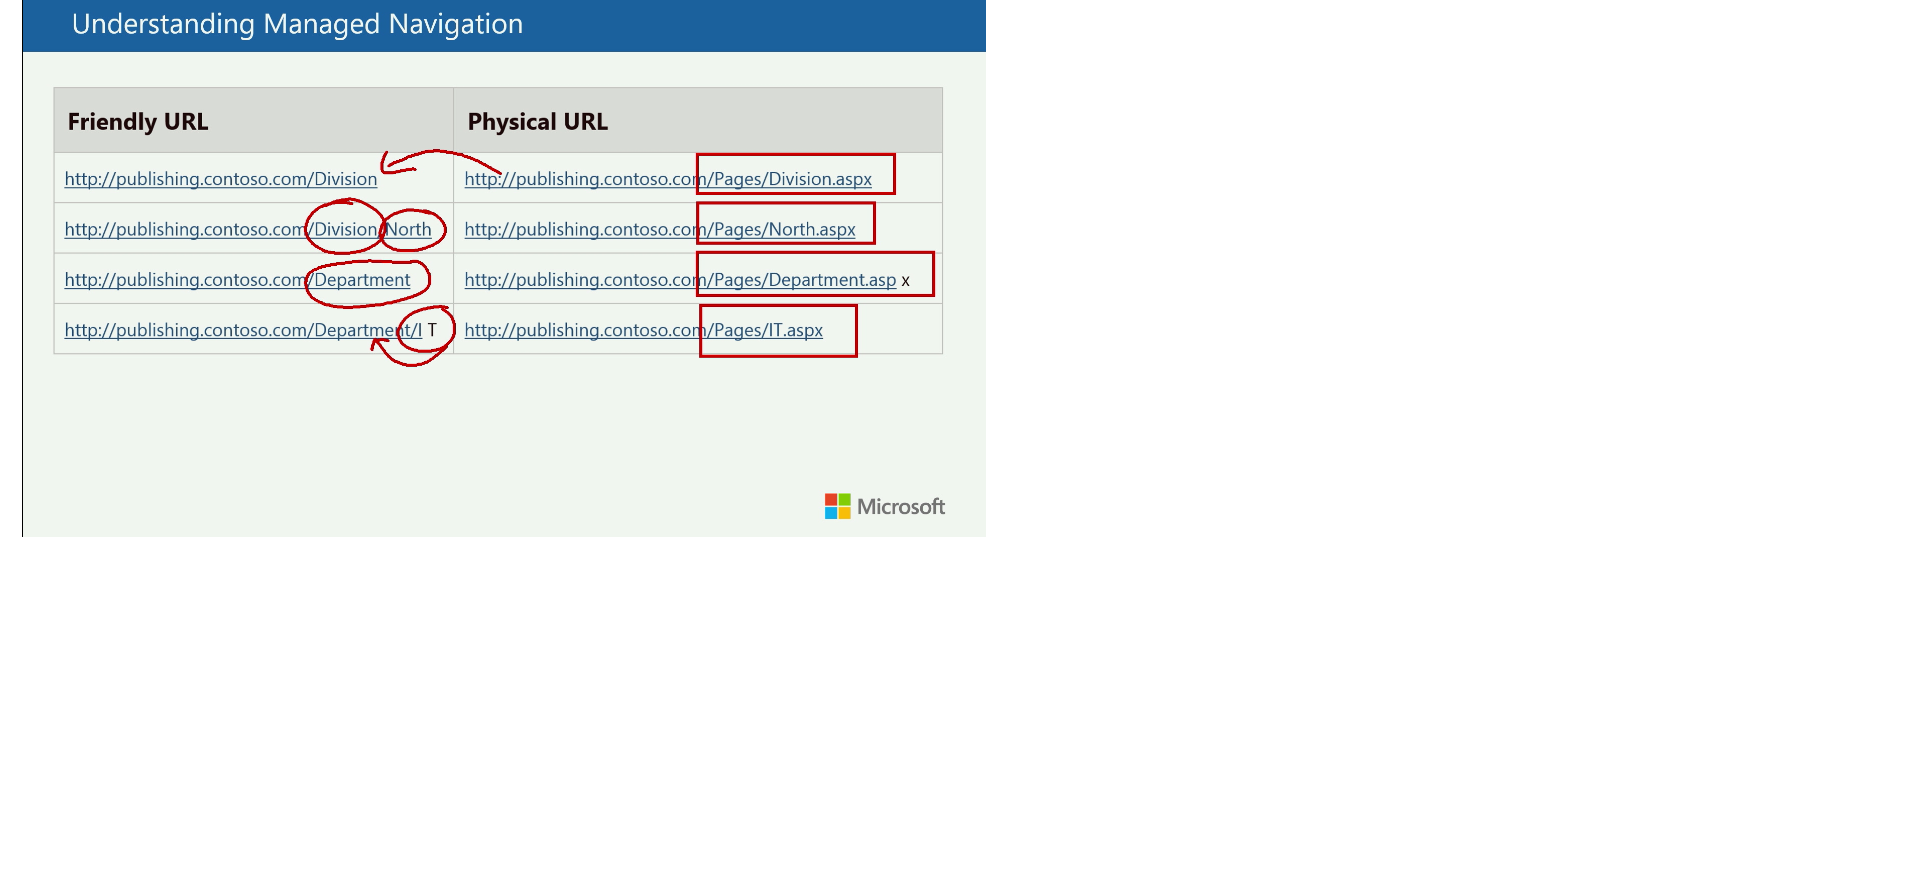 Understanding Managed Navigation
Friendly URL Physical URL
http://publishing.contoso.com/Division http://publishing.contoso.com/Pages/Division.aspx
http://publishing.contoso.com/Division/North http://publishing.contoso.com/Pages/North.aspx
http://publishing.contoso.com/Department http://publishing.contoso.com/Pages/Department.asp x
http://publishing.contoso.com/Department/I T http://publishing.contoso.com/Pages/IT.aspx
Microsoft